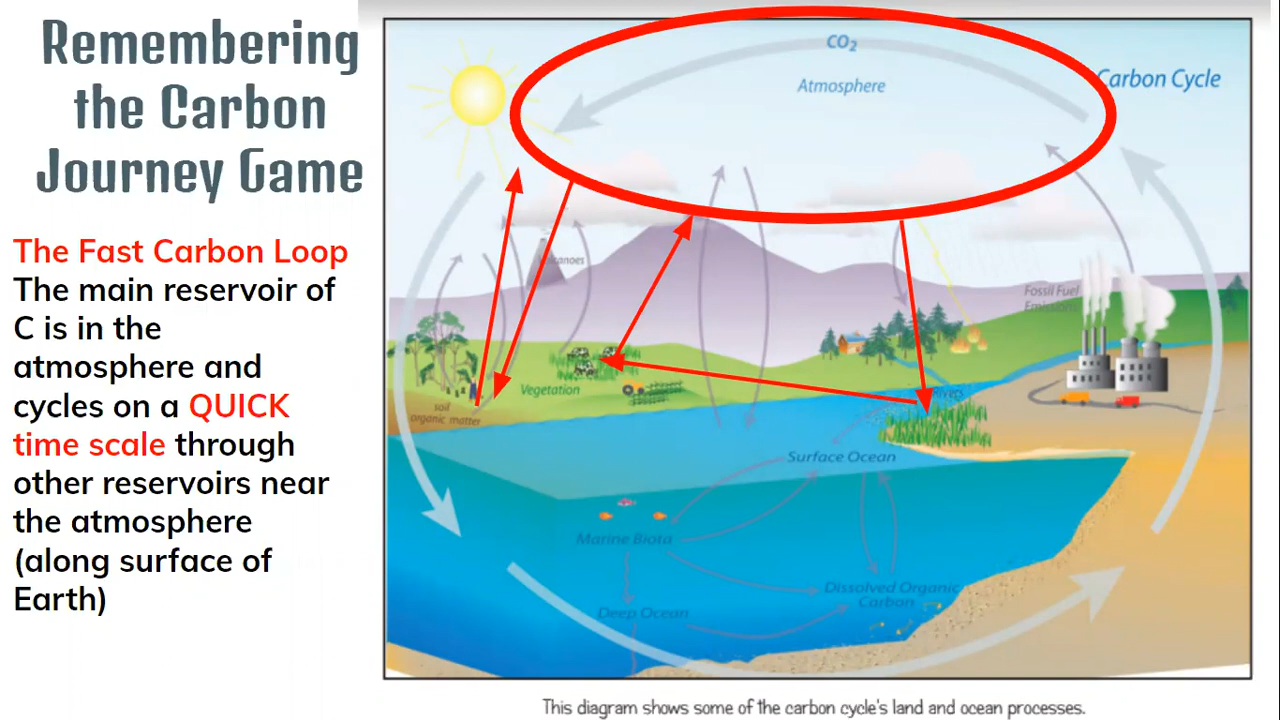 Remembering
the Carbon
Journey Game
The Fast Carbon Loop
The main reservoir of
C is in the
atmosphere and
cycles on a QUICK
time scale through
other reservoirs near
the atmosphere
(along surface of
Earth)
CO₂
Atmosphere
Carbon Cycle
Fossil Fuel
Emissions
Vegetation
soil
organic matter
Surface Ocean
Marine Biota
Dissolved Organic
Carbon
Deep Ocean
This diagram shows some of the carbon cycle's land and ocean processes.